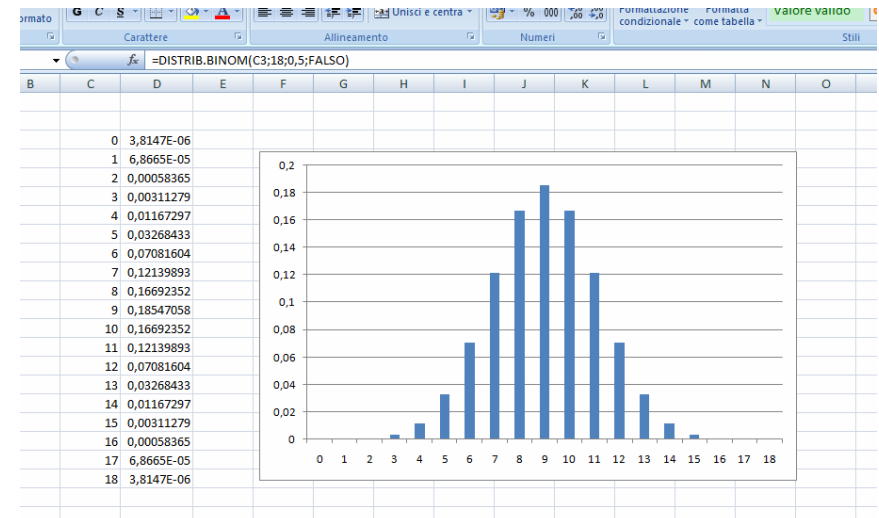 ormato
G C S A Unisci e centra % 000 ,00 ,0
Formattazione condizionale
Formatta come tabella
Valore valido
Carattere Allineamento Numeri Stili
fx =DISTRIB.BINOM(C3;18;0,5;FALSO)
B C D E F G H I J K L M N O
0 3,8147E-06
1 6,8665E-05
2 0,00058365
3 0,00311279
4 0,01167297
5 0,03268433
6 0,07081604
7 0,12139893
8 0,16692352
9 0,18547058
10 0,16692352
11 0,12139893
12 0,07081604
13 0,03268433
14 0,01167297
15 0,00311279
16 0,00058365
17 6,8665E-05
18 3,8147E-06
0,2
0,18
0,16
0,14
0,12
0,1
0,08
0,06
0,04
0,02
0
0 1 2 3 4 5 6 7 8 9 10 11 12 13 14 15 16 17 18